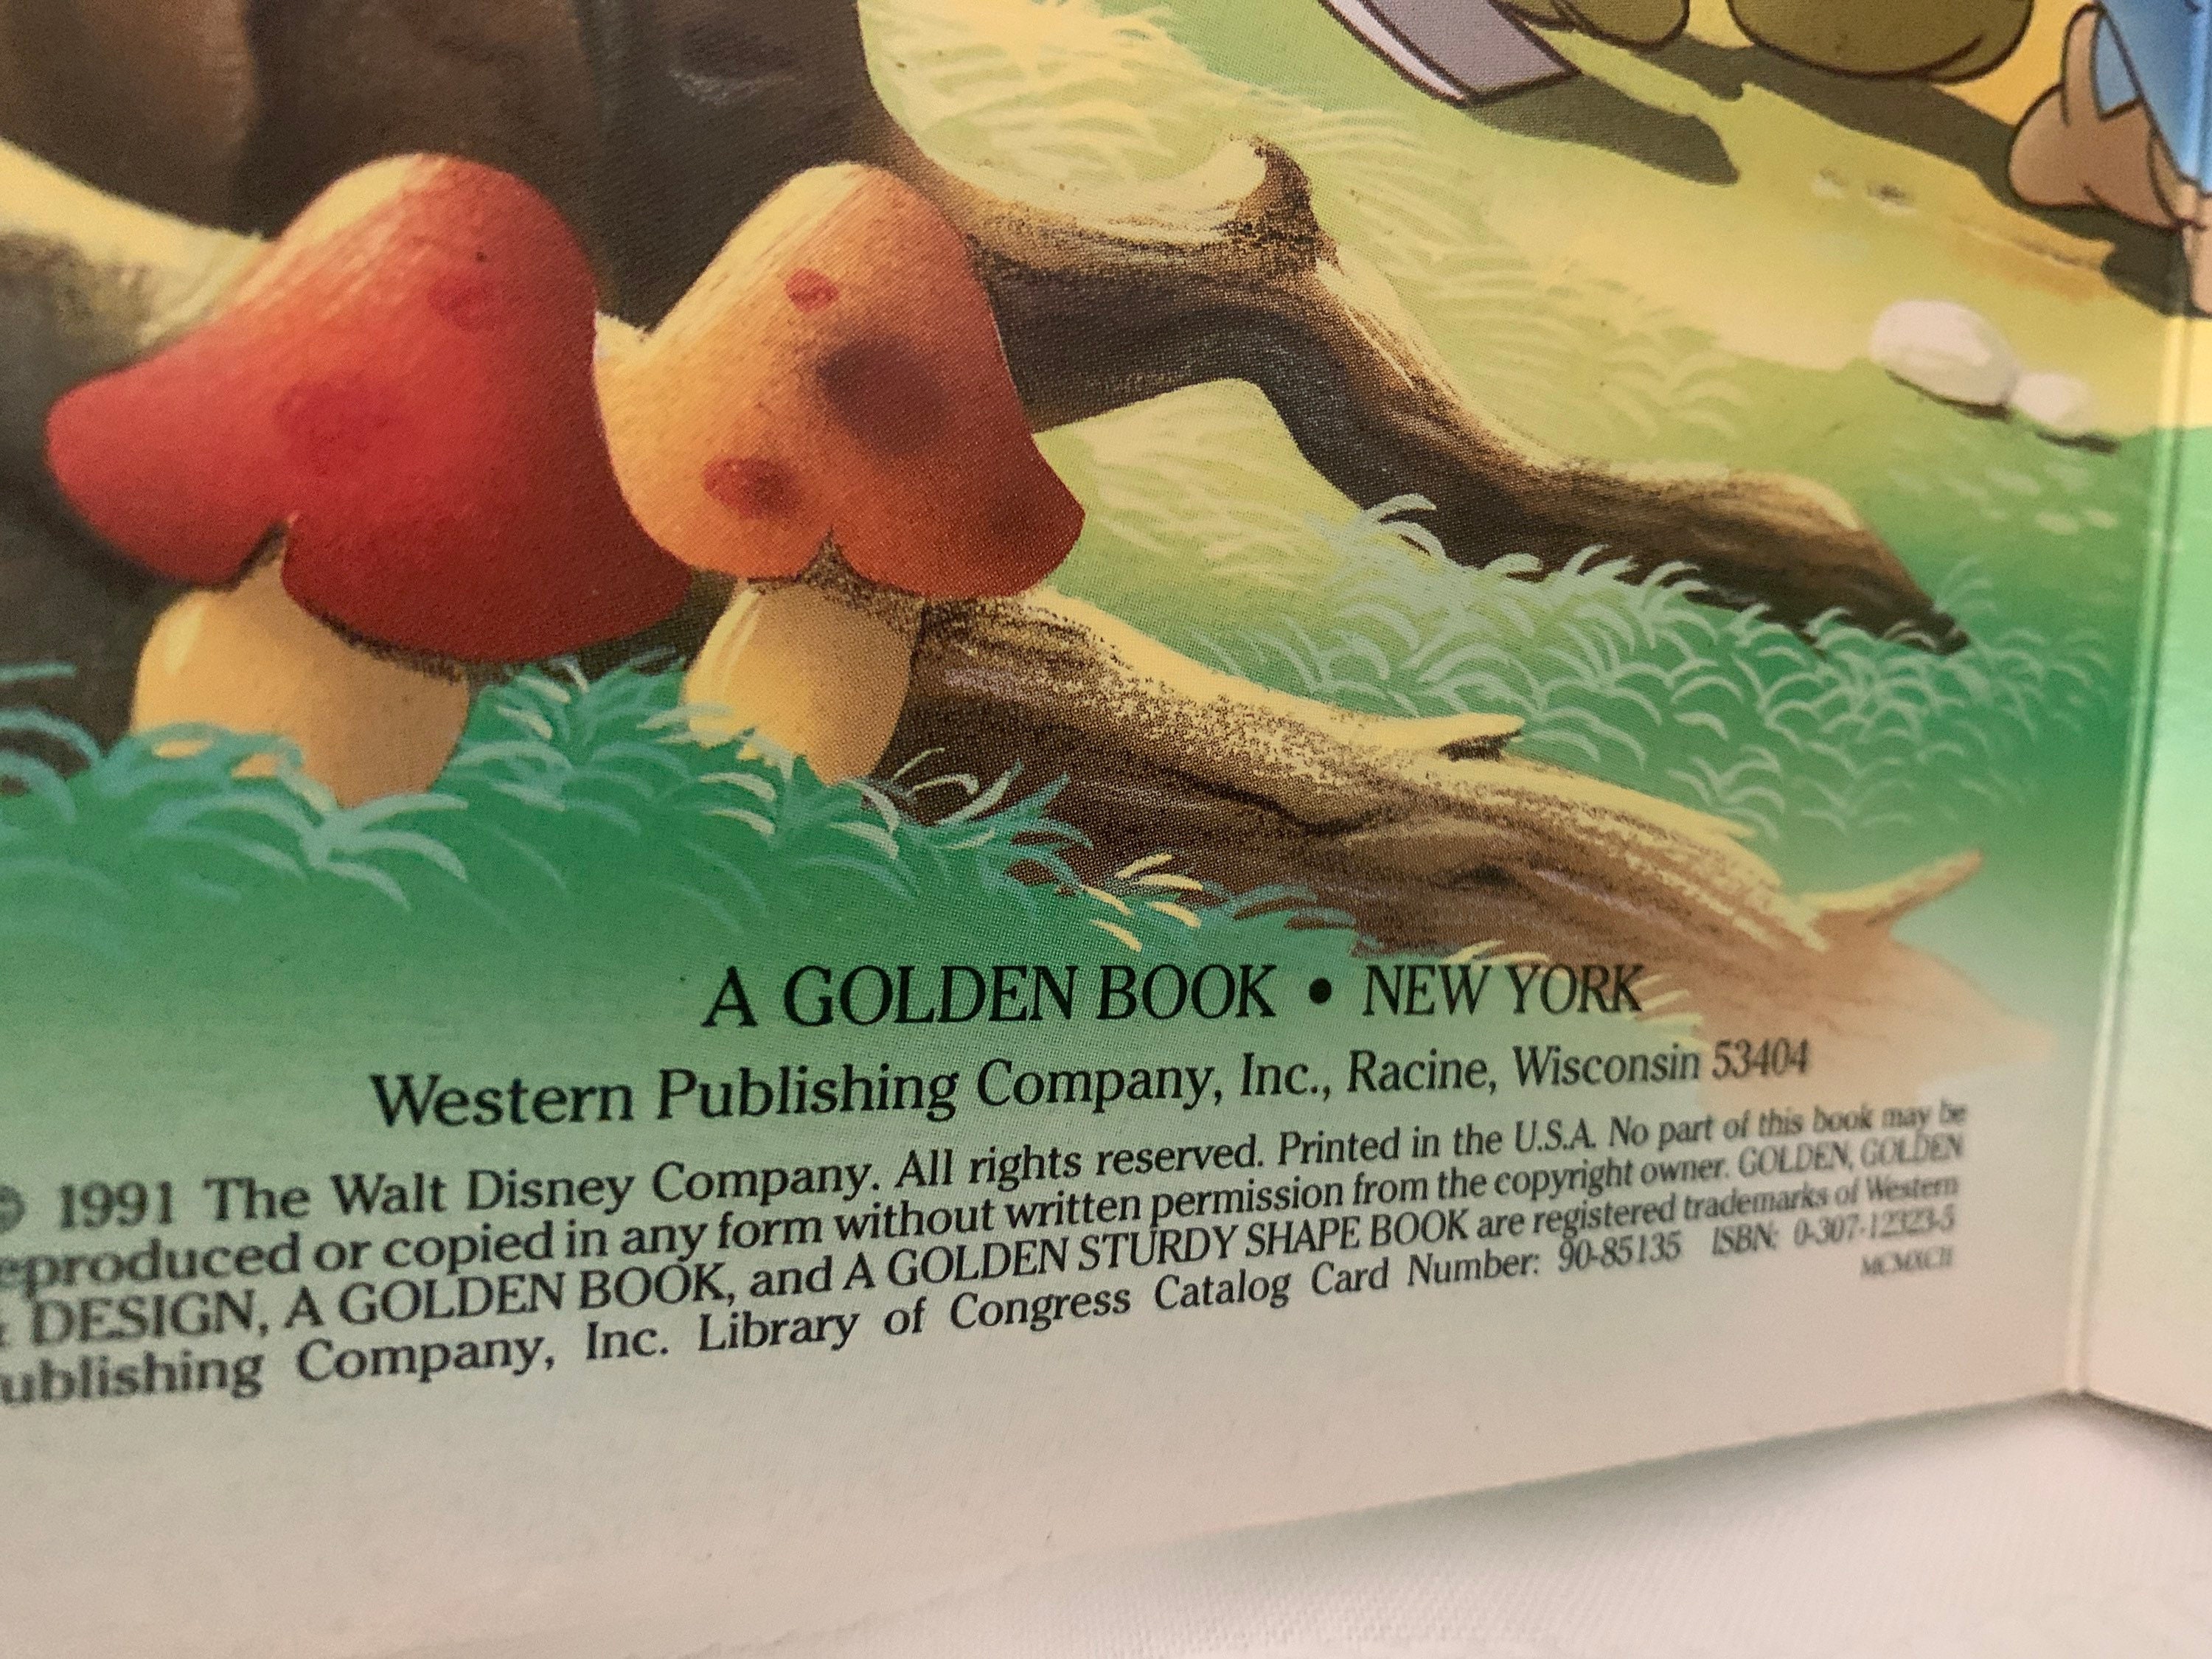 A GOLDEN BOOK • NEW YORK
Western Publishing Company, Inc., Racine, Wisconsin 53404
© 1991 The Walt Disney Company. All rights reserved. Printed in the U.S.A. No part of this book may be
eproduced or copied in any form without written permission from the copyright owner. GOLDEN, GOLDEN
& DESIGN, A GOLDEN BOOK, and A GOLDEN STURDY SHAPE BOOK are registered trademarks of Western
ublishing Company, Inc. Library of Congress Catalog Card Number: 90-85135 ISBN: 0-307-12323-5
MCMXCII